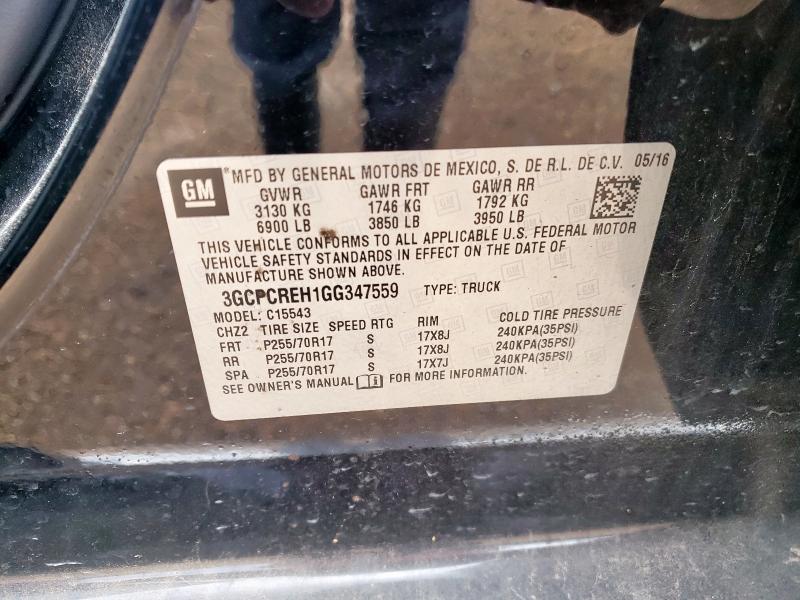 GM
® MFD BY GENERAL MOTORS DE MEXICO, S. DE R.L. DE C.V. 05/16
GVWR GAWR FRT GAWR RR
3130 KG 1746 KG 1792 KG
6900 LB 3850 LB 3950 LB
THIS VEHICLE CONFORMS TO ALL APPLICABLE U.S. FEDERAL MOTOR
VEHICLE SAFETY STANDARDS IN EFFECT ON THE DATE OF
MANUFACTURE SHOWN ABOVE.
3GCPCREH1GG347559 TYPE: TRUCK
MODEL: C15543
CHZ2 TIRE SIZE SPEED RTG RIM COLD TIRE PRESSURE
FRT P255/70R17 S 17X8J 240KPA(35PSI)
RR P255/70R17 S 17X8J 240KPA(35PSI)
SPA P255/70R17 S 17X7J 240KPA(35PSI)
SEE OWNER'S MANUAL FOR MORE INFORMATION.